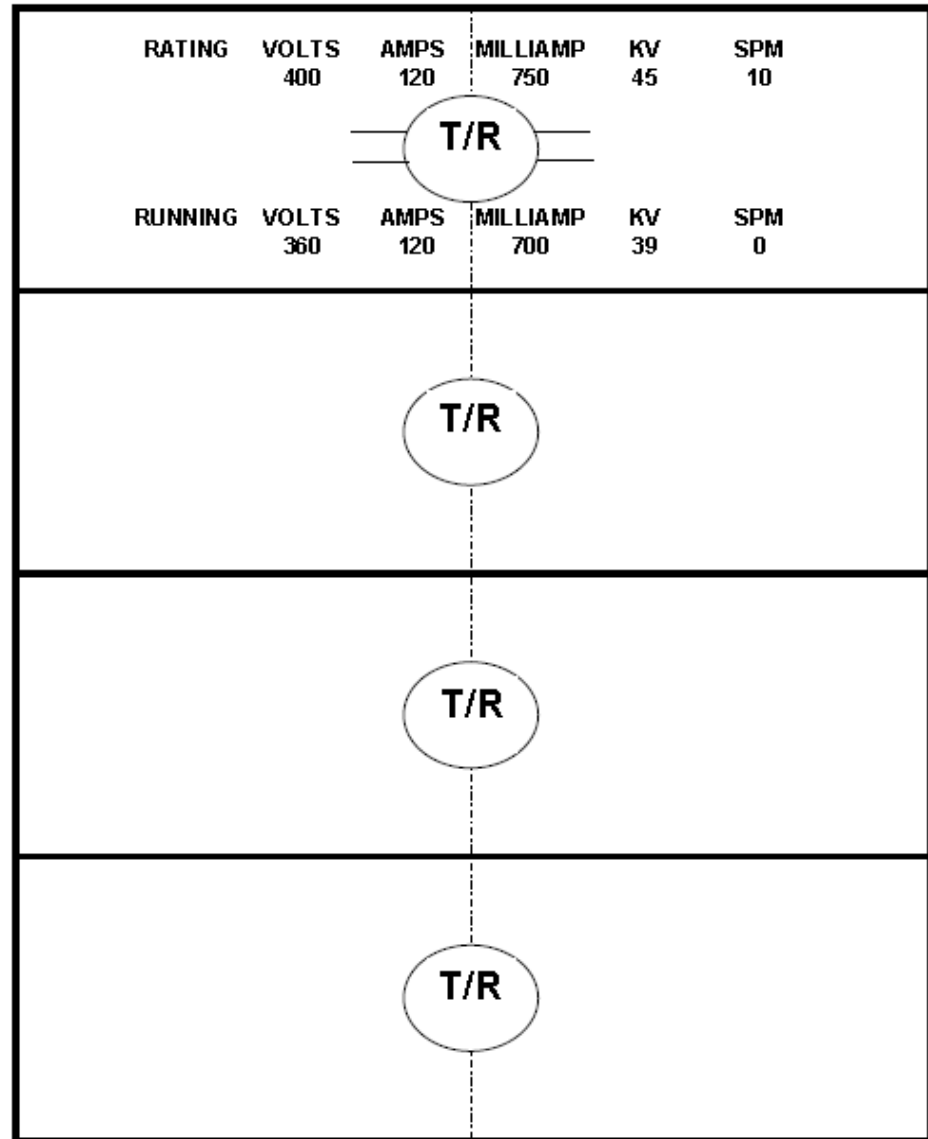 RATING VOLTS AMPS MILLIAMP KV SPM
400 120 750 45 10
T/R
RUNNING VOLTS AMPS MILLIAMP KV SPM
360 120 700 39 0
T/R
T/R
T/R